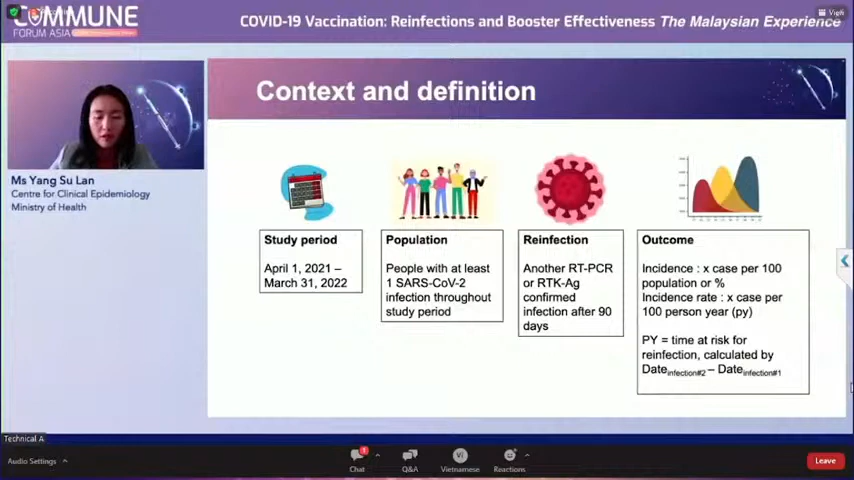 COMMUNE
FORUM ASIA
COVID-19 Vaccination: Reinfections and Booster Effectiveness The Malaysian Experience
View
Context and definition
Ms Yang Su Lan
Centre for Clinical Epidemiology
Ministry of Health
Study period
April 1, 2021 –
March 31, 2022
Population
People with at least
1 SARS-CoV-2
infection throughout
study period
Reinfection
Another RT-PCR
or RTK-Ag
confirmed
infection after 90
days
Outcome
Incidence : x case per 100
population or %
Incidence rate : x case per
100 person year (py)
PY = time at risk for
reinfection, calculated by
Dateinfection#2 – Dateinfection#1
Technical A
Audio Settings
Chat
Q&A
Vi
Vietnamese
Reactions
Leave